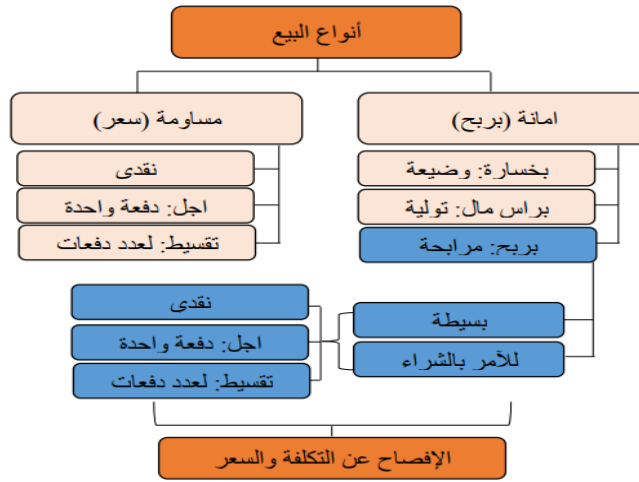 أنواع البيع
امانة (بربح)
مساومة (سعر)
بخسارة: وضيعة
براس مال: تولية
بربح: مرابحة
نقدى
اجل: دفعة واحدة
تقسيط: لعدد دفعات
بسيطة
للآمر بالشراء
نقدى
اجل: دفعة واحدة
تقسيط: لعدد دفعات
الإفصاح عن التكلفة والسعر